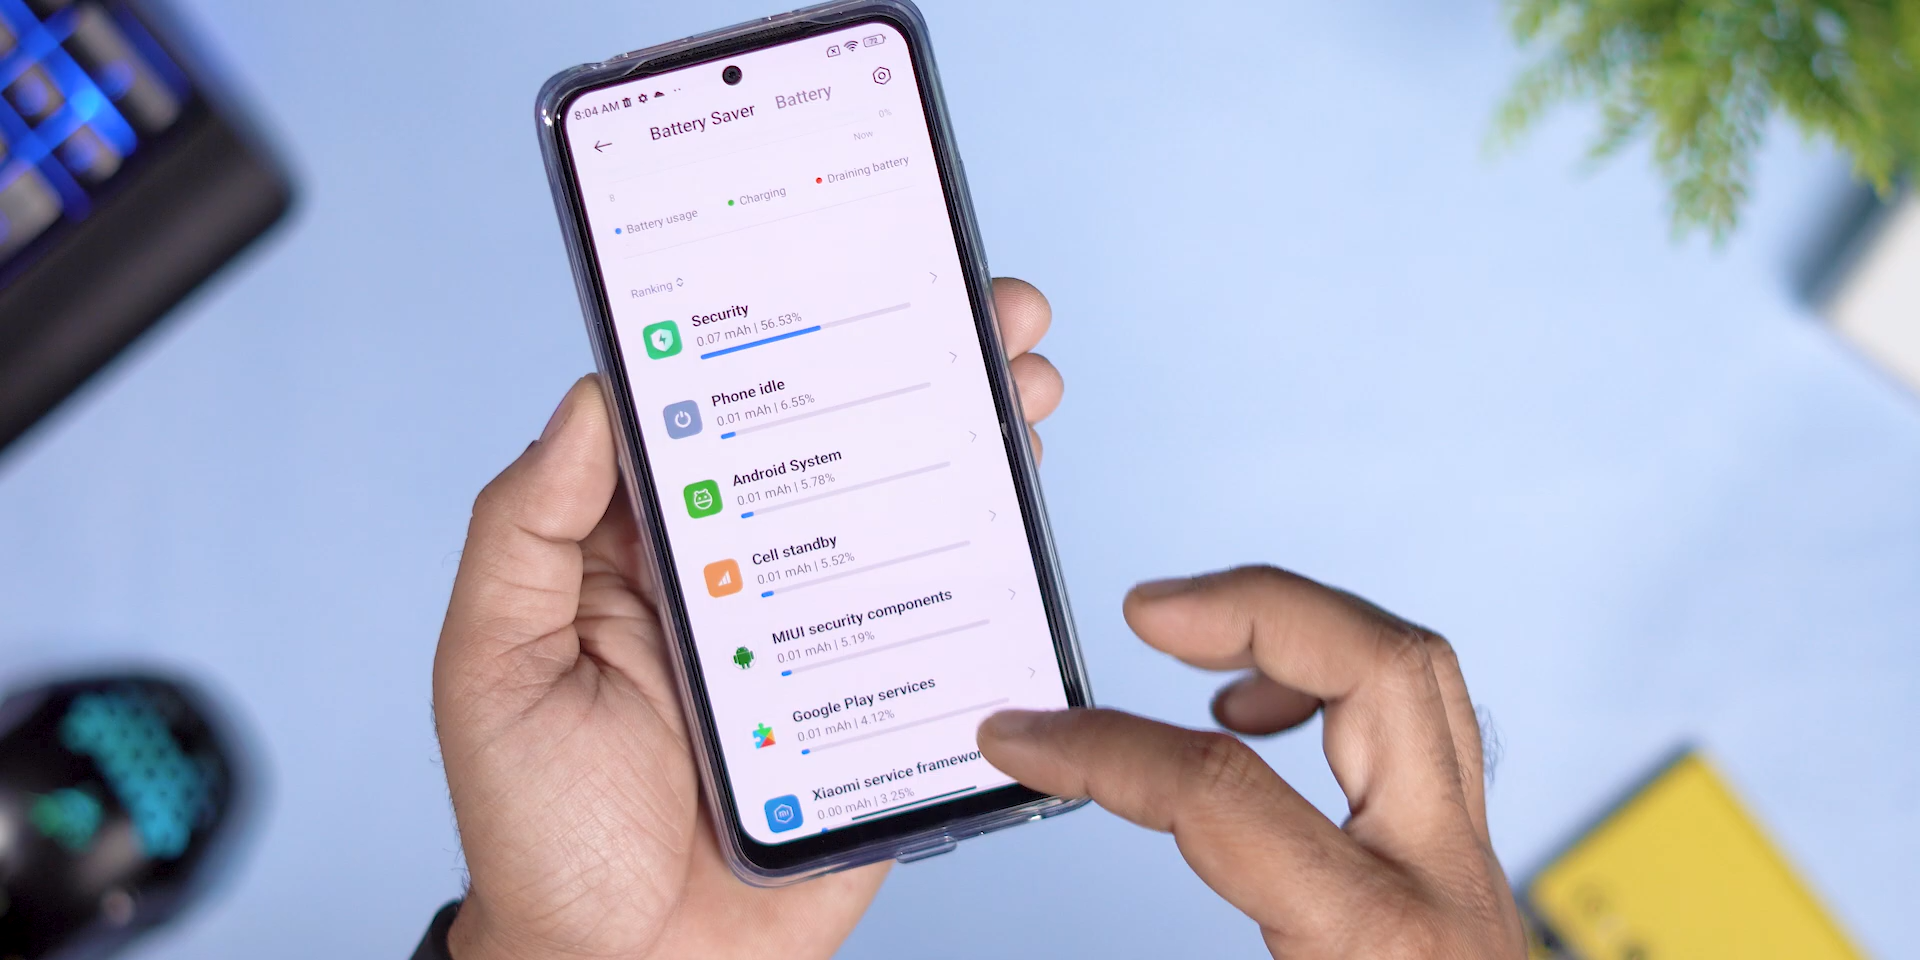 8:04 AM
72
Battery Saver
Battery
0%
Now
8
Battery usage
Charging
Draining battery
Ranking
Security
0.07 mAh | 56.53%
Phone idle
0.01 mAh | 6.55%
Android System
0.01 mAh | 5.78%
Cell standby
0.01 mAh | 5.52%
MIUI security components
0.01 mAh | 5.19%
Google Play services
0.01 mAh | 4.12%
Xiaomi service
0.00 mAh | 3.25%